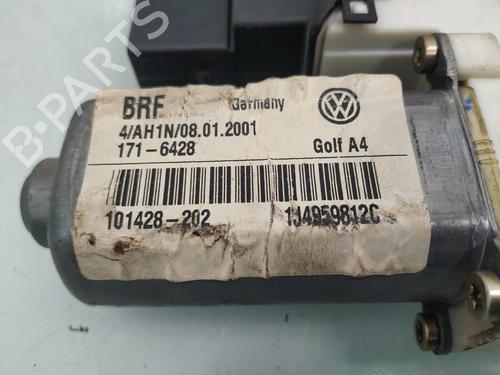 B-PARTS
BRF Germany
4/AH1N/08.01.2001
171-6428 Golf A4
101428-202 1J4959812C